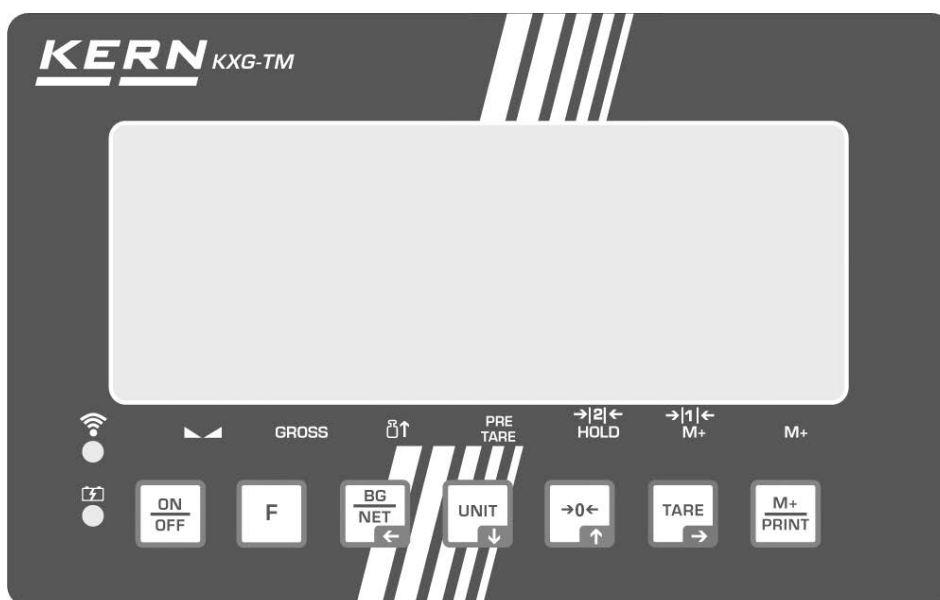 KERN KXG-TM
GROSS
PRE
TARE
→|2|←
HOLD
→|1|←
M+
M+
ON
OFF
F
BG
NET
←
UNIT
↓
→0←
↑
TARE
→
M+
PRINT